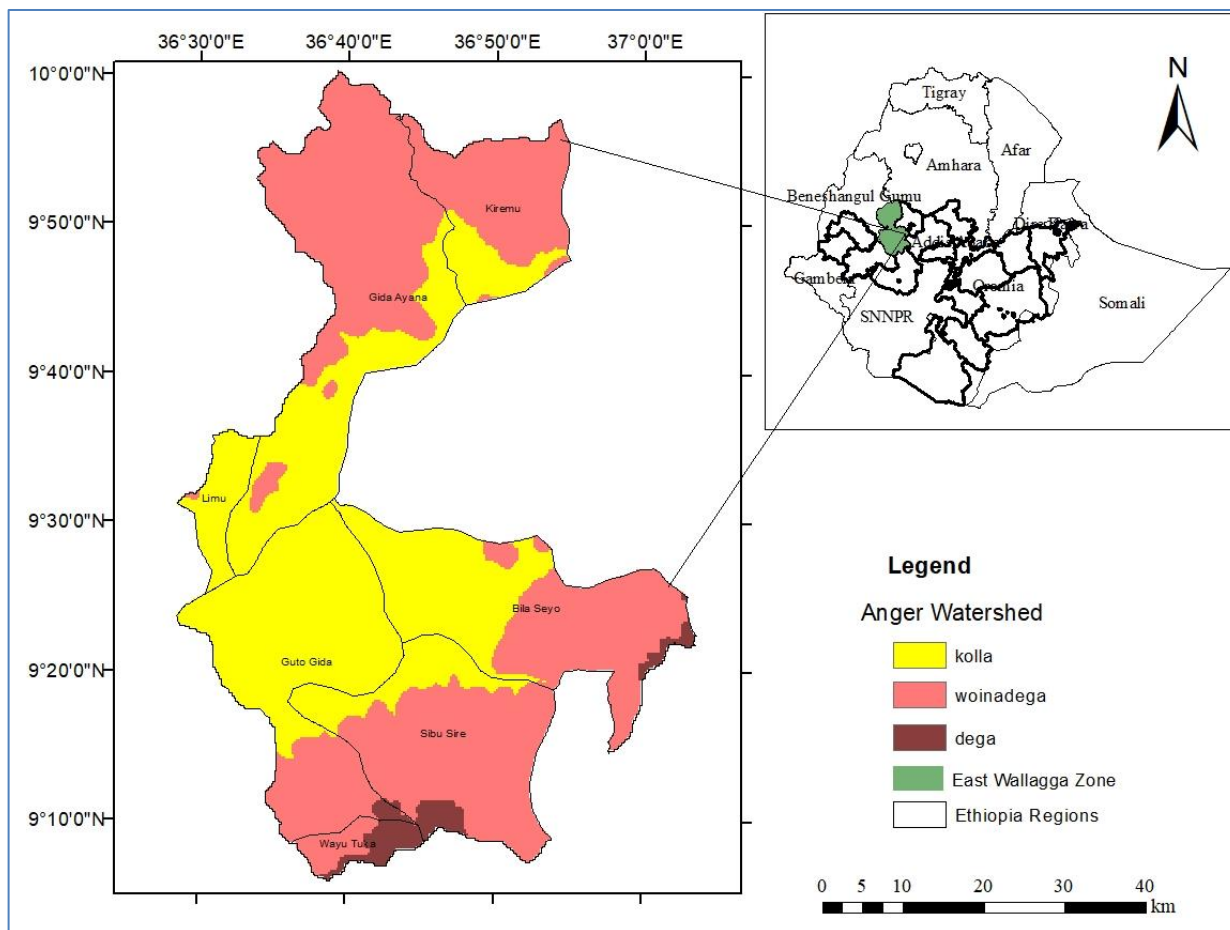 36°30'0"E 36°40'0"E 36°50'0"E 37°0'0"E
10°0'0"N
9°50'0"N
9°40'0"N
9°30'0"N
9°20'0"N
9°10'0"N
Kiremu
Gida Ayana
Limu
Bila Seyo
Guto Gida
Sibu Sire
Wayu Tuka
N
Tigray
Afar
Amhara
Beneshangul Gumu
Gambela
Oromia
Somali
SNNPR
Legend
Anger Watershed
kolla
woinadega
dega
East Wallagga Zone
Ethiopia Regions
0 5 10 20 30 40
km